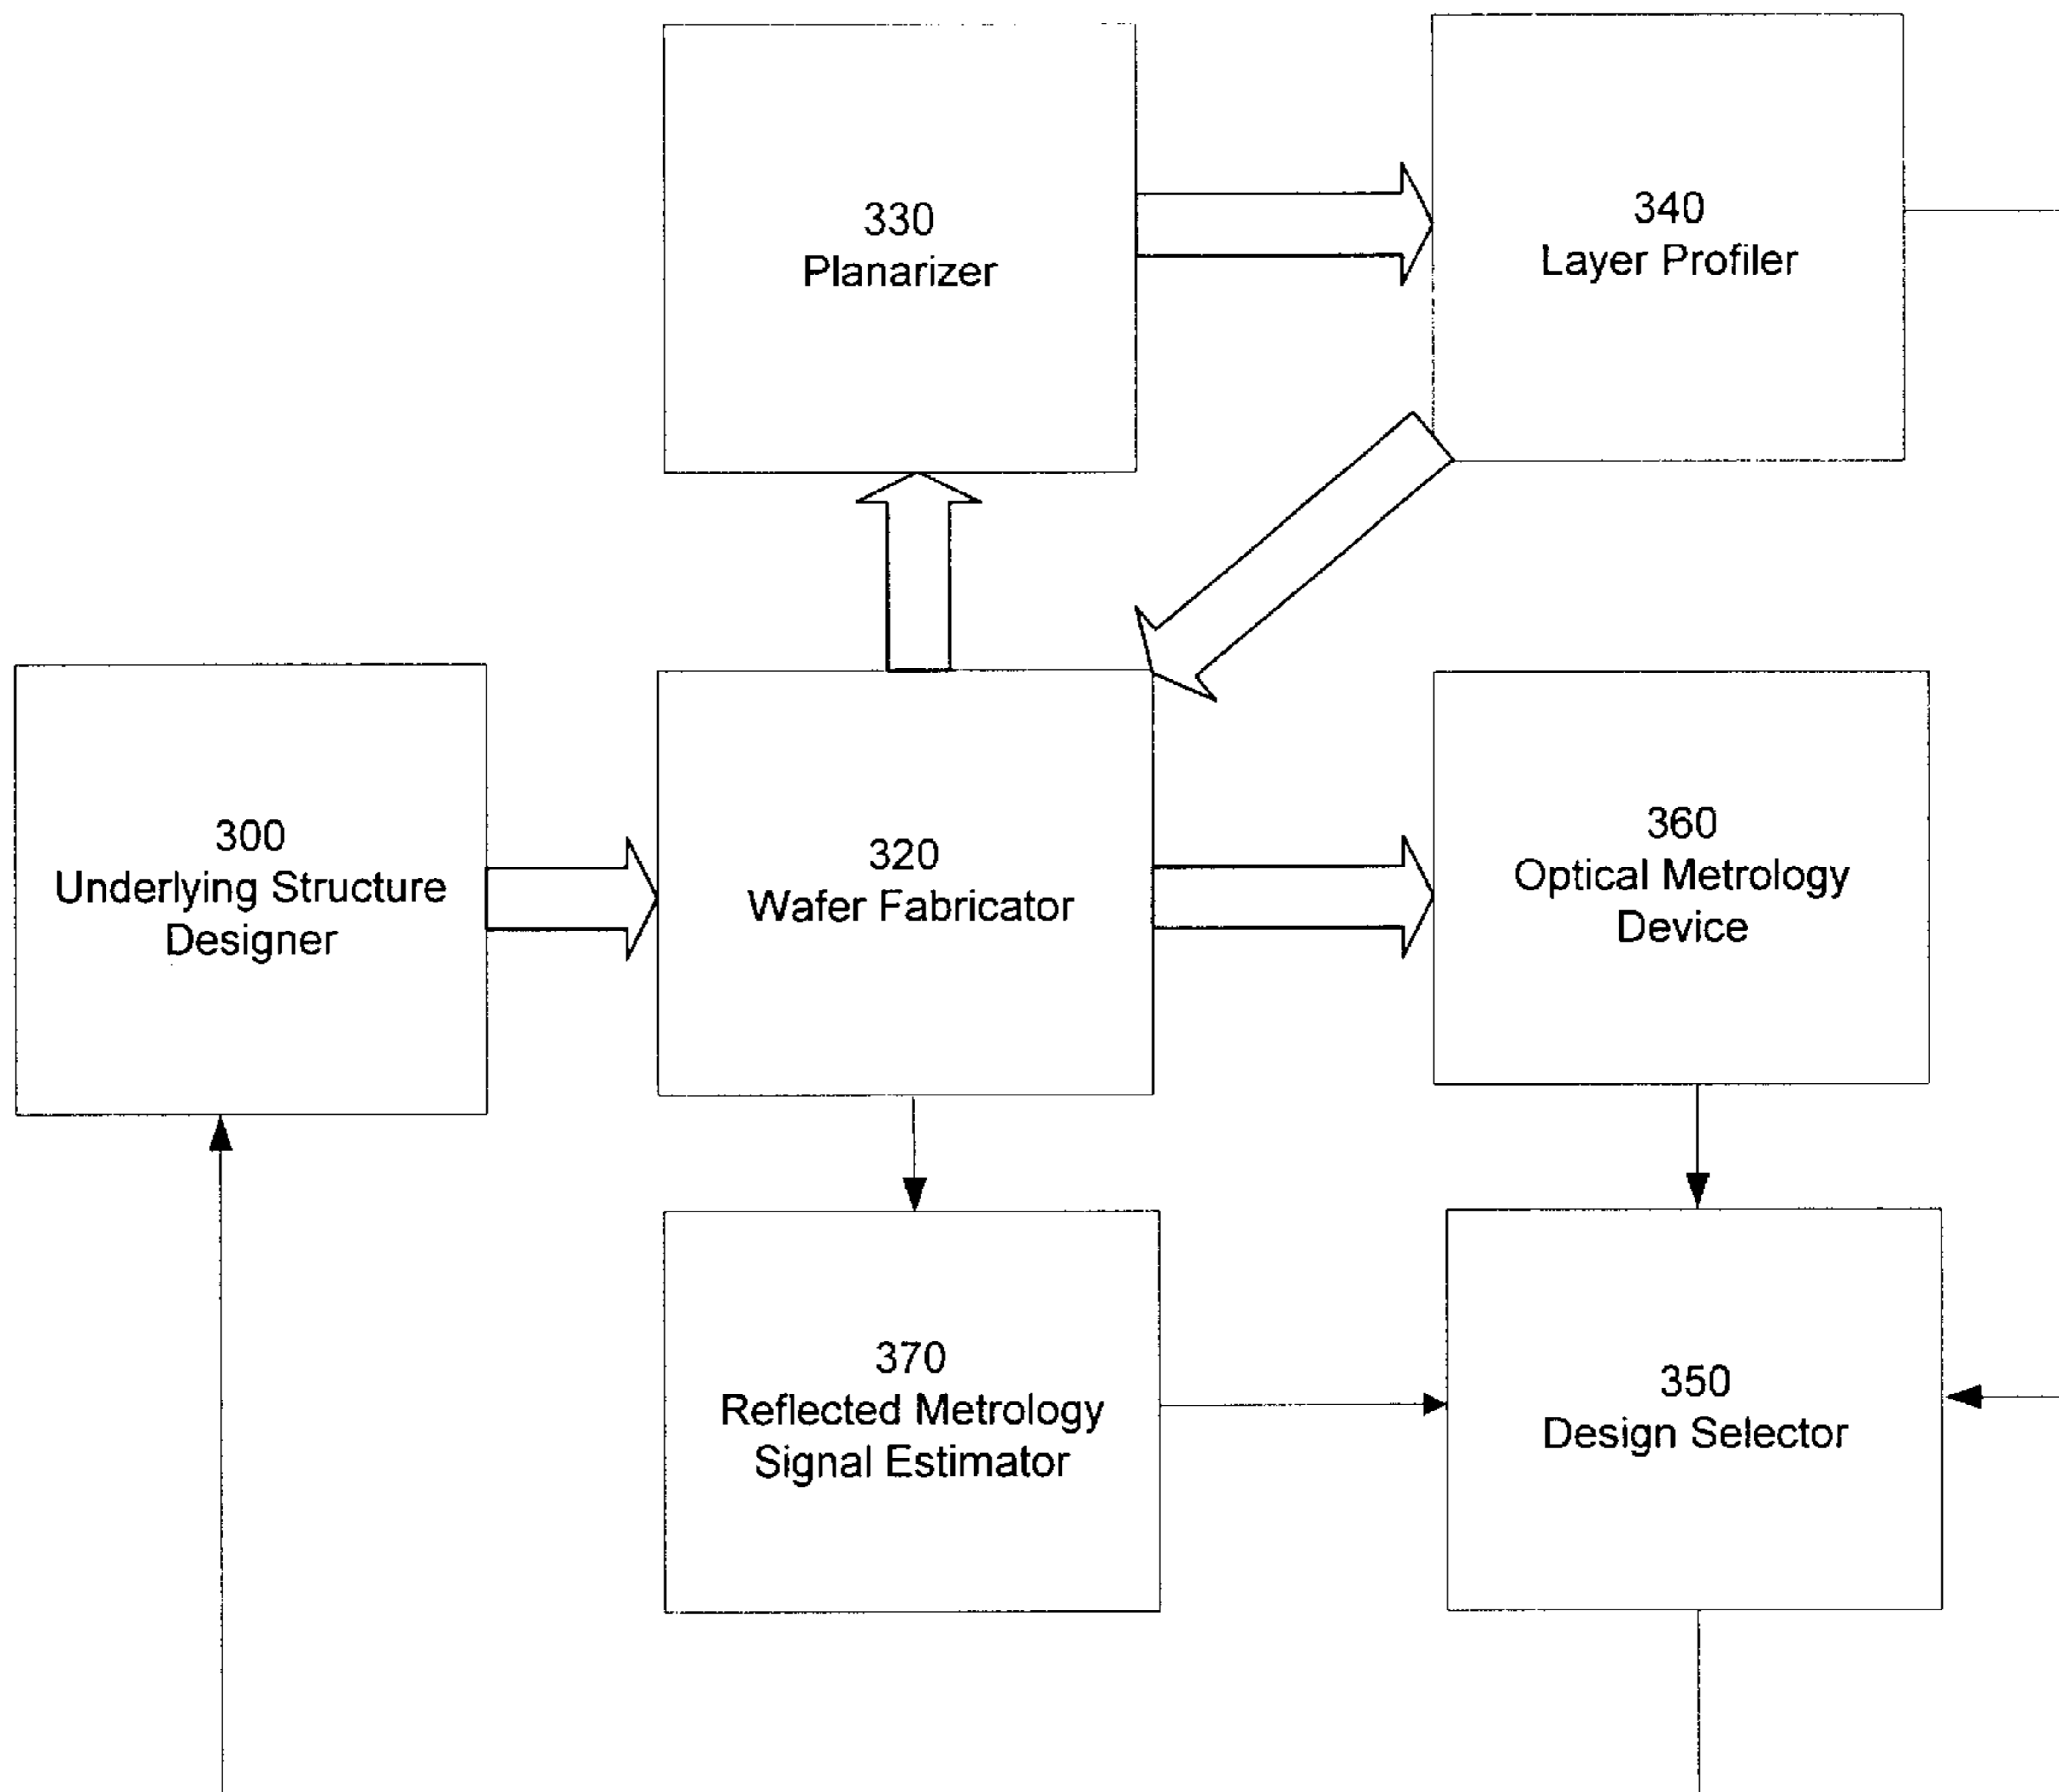 330
Planarizer
340
Layer Profiler
300
Underlying Structure
Designer
320
Wafer Fabricator
360
Optical Metrology
Device
370
Reflected Metrology
Signal Estimator
350
Design Selector